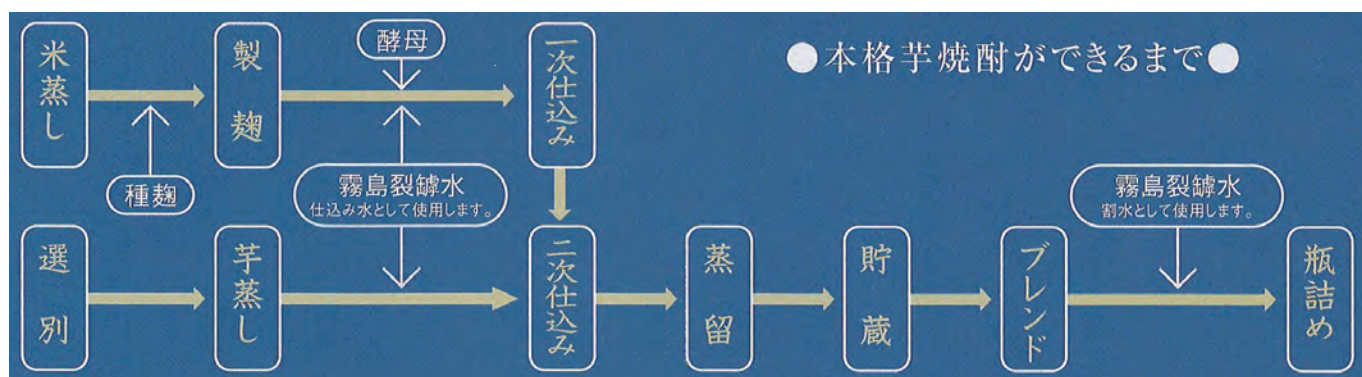 ●本格芋焼酎ができるまで●
米蒸し
種麹
製麹
酵母
霧島裂罅水
仕込み水として使用します。
一次仕込み
選別
芋蒸し
二次仕込み
蒸留
貯蔵
ブレンド
霧島裂罅水
割水として使用します。
瓶詰め